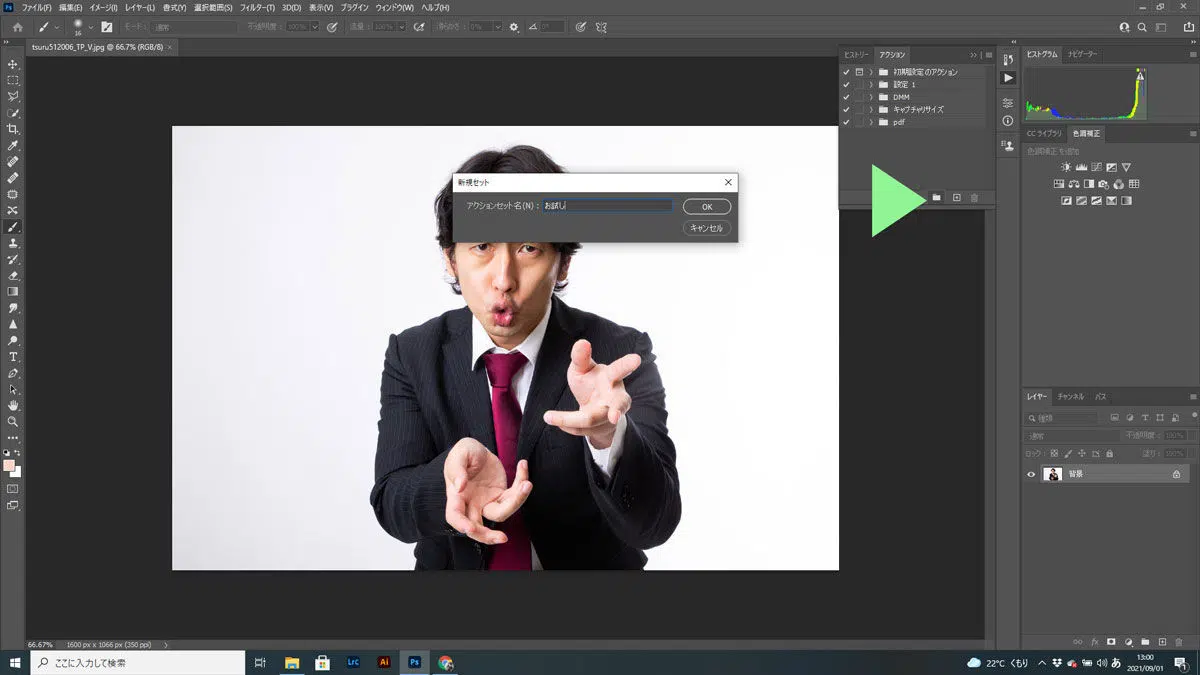 Ps ファイル(F) 編集(E) イメージ(I) レイヤー(L) 書式(Y) 選択範囲(S) フィルター(T) 3D(D) 表示(V) プラグイン ウィンドウ(W) ヘルプ(H)
16 モード: 通常 不透明度: 100% 流量: 100% 0% 0°
tsuru512006_TP_V.jpg @ 66.7% (RGB/8) ×
ヒストリー アクション
初期設定のアクション
設定 1
DMM
キャプチャリサイズ
pdf
ヒストグラム ナビゲーター
CC ライブラリ 色調補正
色調補正を追加
新規セット
アクションセット名(N): お試し
OK
キャンセル
レイヤー チャンネル パス
種類
通常 不透明度: 100%
ロック: 塗り: 100%
背景
66.67% 1600 px x 1066 px (350 ppi)
ここに入力して検索
Lrc Ai Ps
22°C くもり
あ
13:00
2021/09/01
1